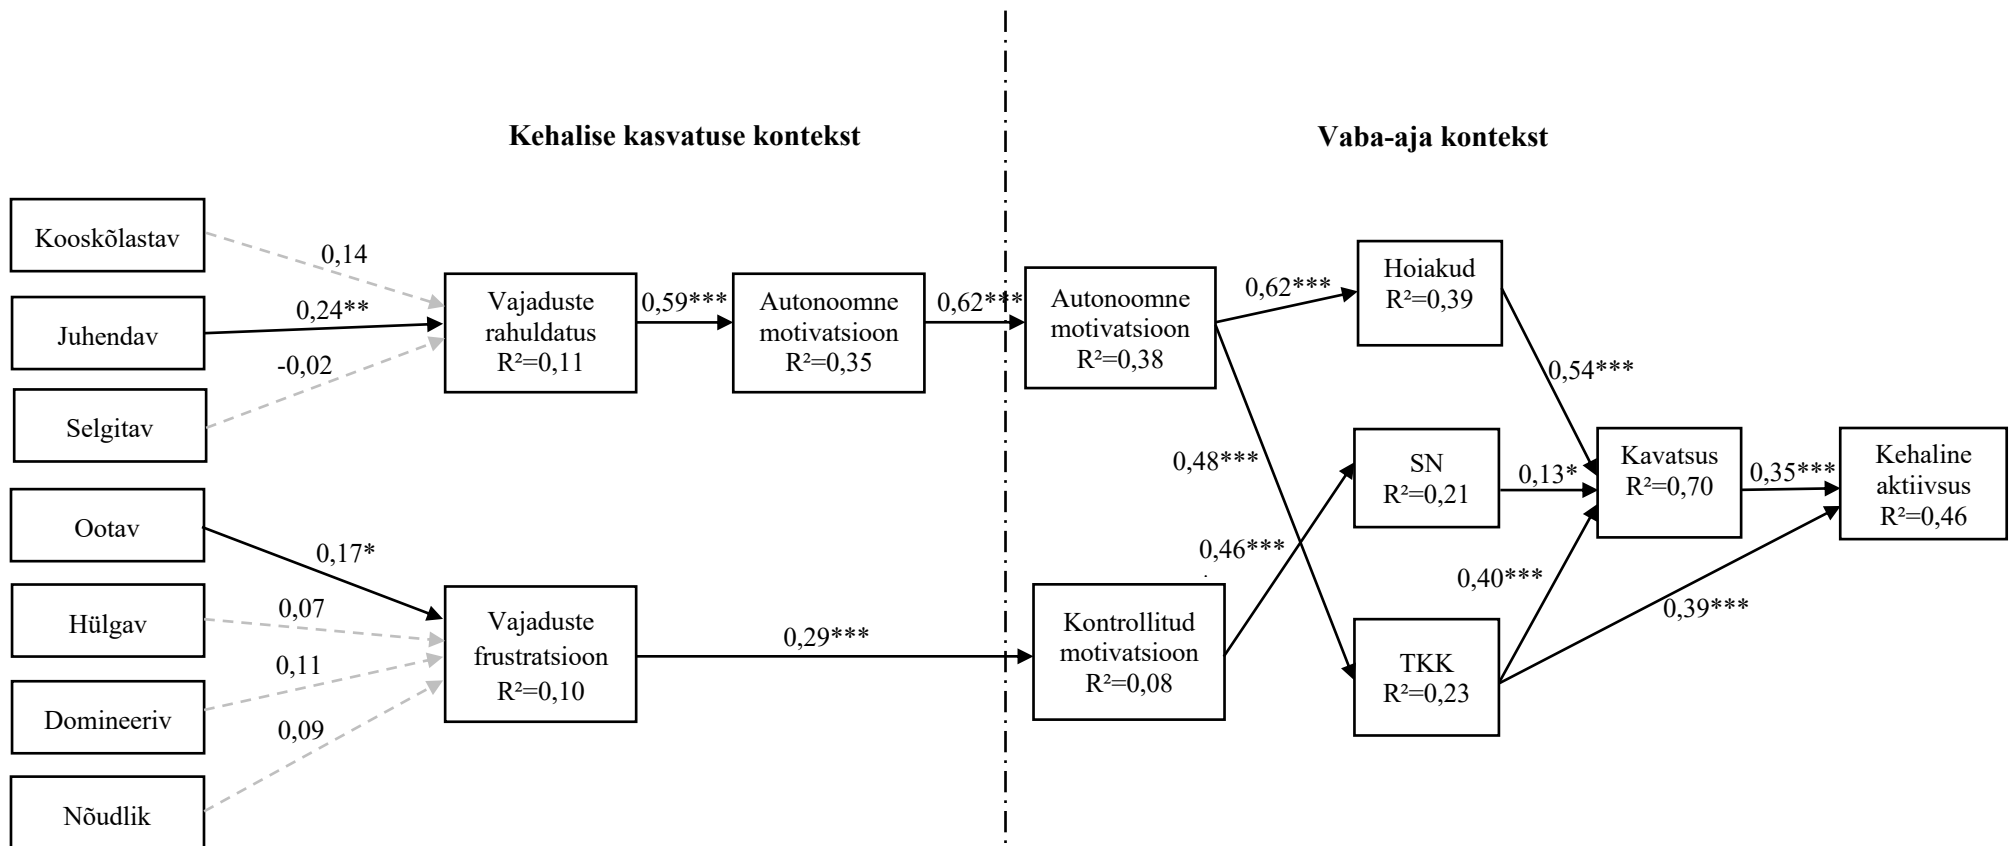 Kehalise kasvatuse kontekst
Vaba-aja kontekst
Kooskõlastav
0,14
Juhendav
0,24**
Selgitav
-0,02
Ootav
0,17*
Hülgav
0,07
Domineeriv
0,11
Nõudlik
0,09
Vajaduste
rahuldatus
R²=0,11
0,59***
Autonoomne
motivatsioon
R²=0,35
0,62***
Vajaduste
frustratsioon
R²=0,10
0,29***
Autonoomne
motivatsioon
R²=0,38
0,62***
0,48***
Kontrollitud
motivatsioon
R²=0,08
0,46***
Hoiakud
R²=0,39
0,54***
SN
R²=0,21
0,13*
TKK
R²=0,23
0,40***
0,39***
Kavatsus
R²=0,70
0,35***
Kehaline
aktiivsus
R²=0,46